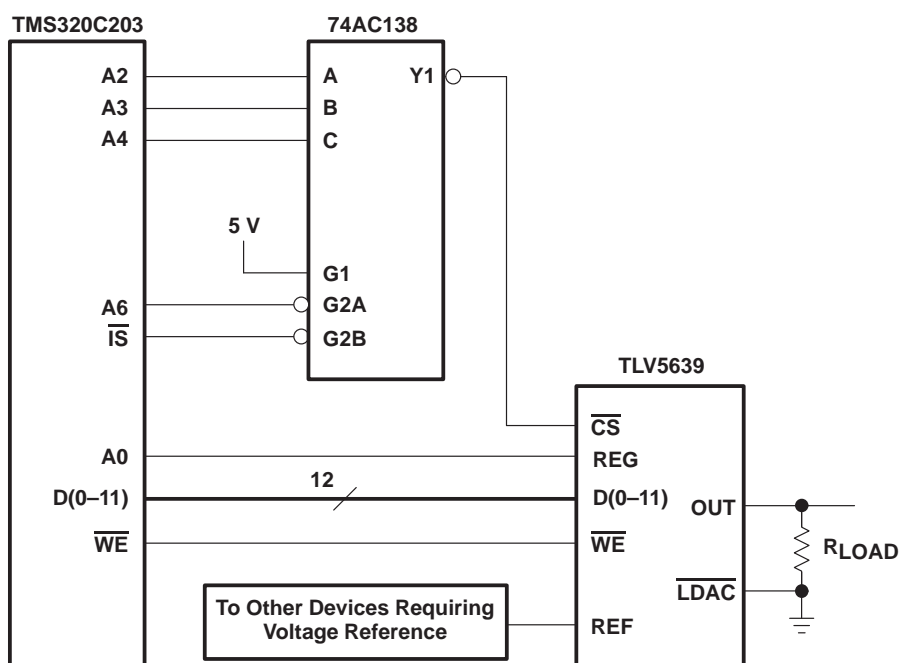 TMS320C203
74AC138
A2
A
Y1
A3
B
A4
C
5 V
G1
A6
G2A
IS
G2B
TLV5639
CS
A0
REG
12
D(0–11)
D(0–11)
OUT
WE
WE
RLOAD
LDAC
To Other Devices Requiring
Voltage Reference
REF